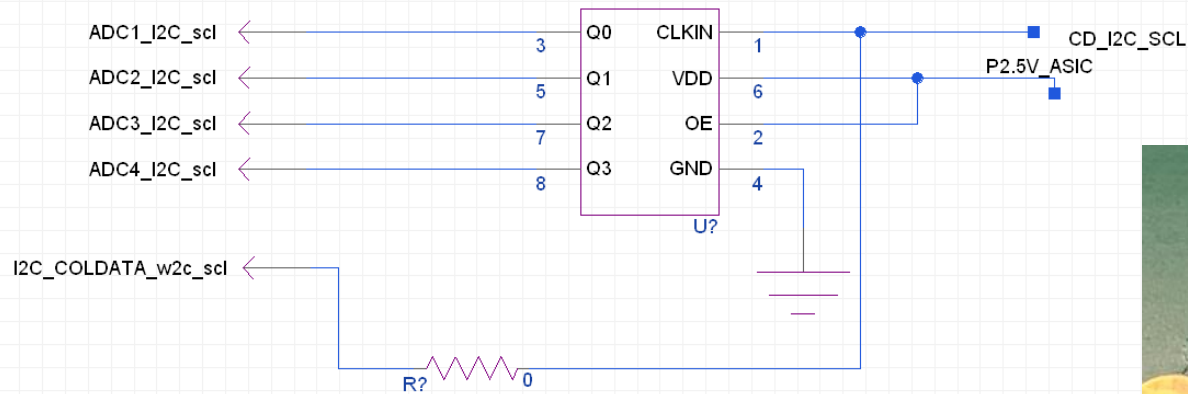 ADC1_I2C_scl 3 Q0 CLKIN 1 CD_I2C_SCL
P2.5V_ASIC
ADC2_I2C_scl 5 Q1 VDD 6
ADC3_I2C_scl 7 Q2 OE 2
ADC4_I2C_scl 8 Q3 GND 4
U?
I2C_COLDATA_w2c_scl
R? 0